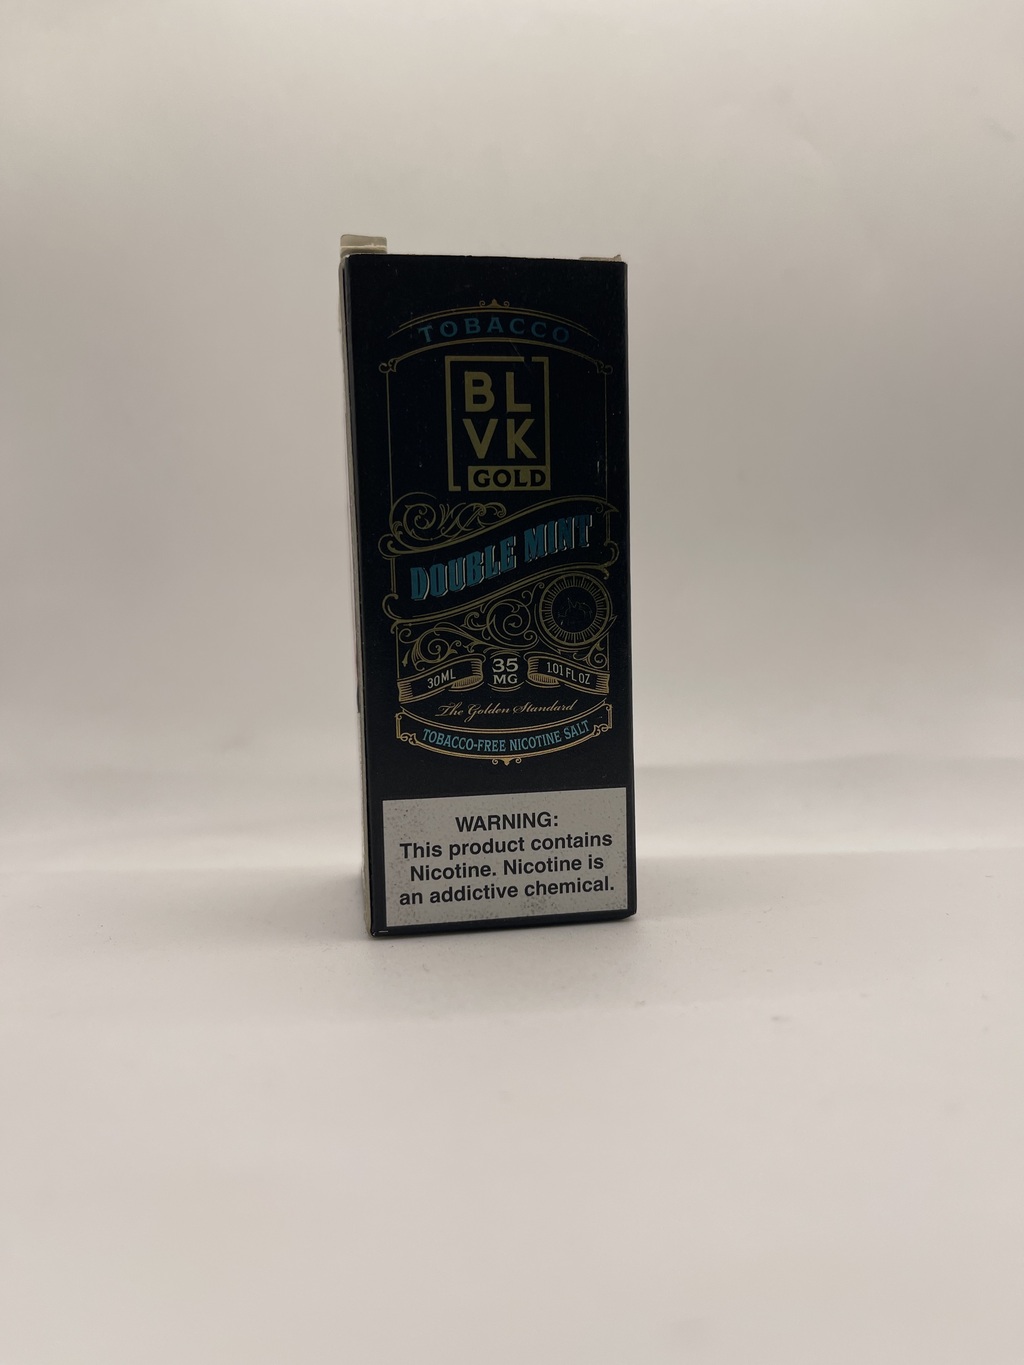 TOBACCO
BL
VK
GOLD
DOUBLE MINT
30ML
35
MG
1.01 FL OZ
The Golden Standard
TOBACCO-FREE NICOTINE SALT
WARNING:
This product contains
Nicotine. Nicotine is
an addictive chemical.